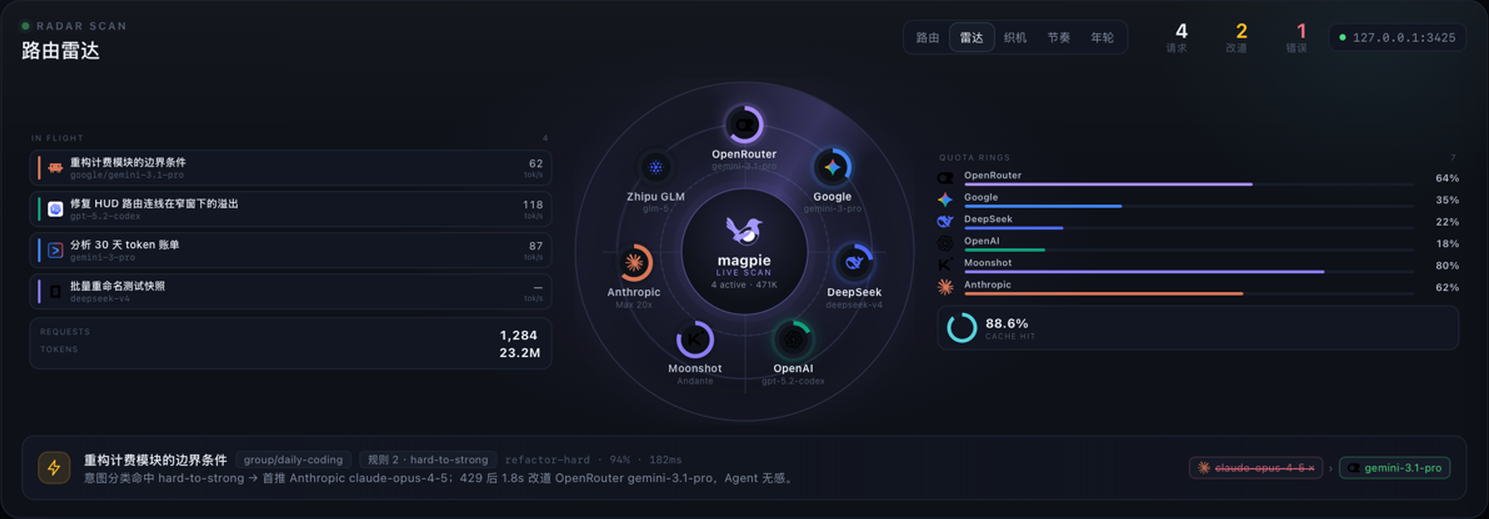 RADAR SCAN
路由雷达
路由 雷达 织机 节奏 年轮
4 请求
2 改道
1 错误
127.0.0.1:3425
IN FLIGHT 4
重构计费模块的边界条件 62
google/gemini-3.1-pro tok/s
修复 HUD 路由连线在窄窗下的溢出 118
gpt-5.2-codex tok/s
分析 30 天 token 账单 87
gemini-3-pro tok/s
批量重命名测试快照 —
deepseek-v4 tok/s
REQUESTS 1,284
TOKENS 23.2M
OpenRouter
gemini-3.1-pro
Google
gemini-3-pro
Zhipu GLM
glm-5
magpie
LIVE SCAN
4 active · 471K
Anthropic
Max 20x
DeepSeek
deepseek-v4
Moonshot
Andante
OpenAI
gpt-5.2-codex
QUOTA RINGS 7
OpenRouter 64%
Google 35%
DeepSeek 22%
OpenAI 18%
Moonshot 80%
Anthropic 62%
88.6%
CACHE HIT
重构计费模块的边界条件 group/daily-coding 规则 2 · hard-to-strong refactor-hard · 94% · 182ms
意图分类命中 hard-to-strong → 首推 Anthropic claude-opus-4-5；429 后 1.8s 改道 OpenRouter gemini-3.1-pro，Agent 无感。
claude-opus-4-5 × › gemini-3.1-pro